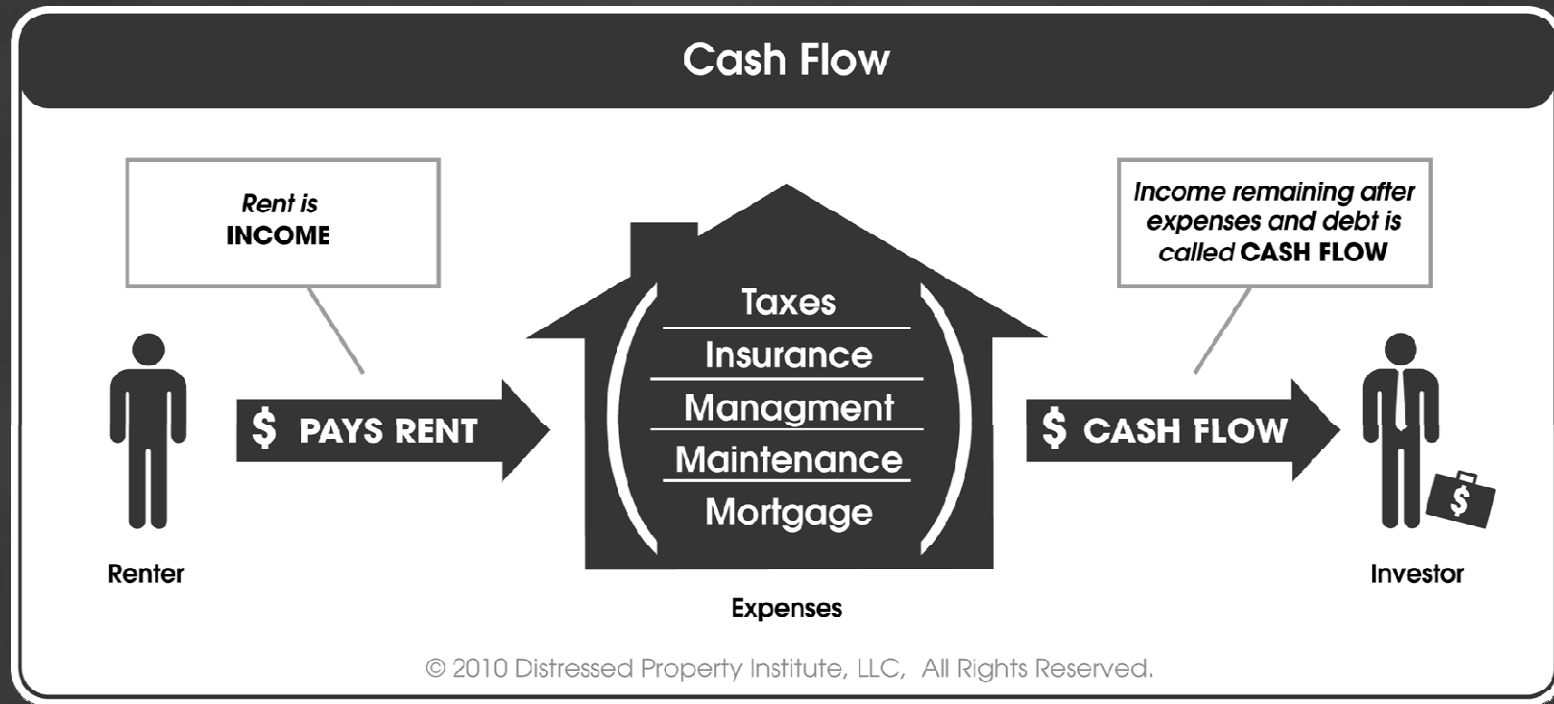 Cash Flow
Rent is
INCOME
Income remaining after
expenses and debt is
called CASH FLOW
$ PAYS RENT
Taxes
Insurance
Managment
Maintenance
Mortgage
$ CASH FLOW
$
Renter
Expenses
Investor
© 2010 Distressed Property Institute, LLC, All Rights Reserved.